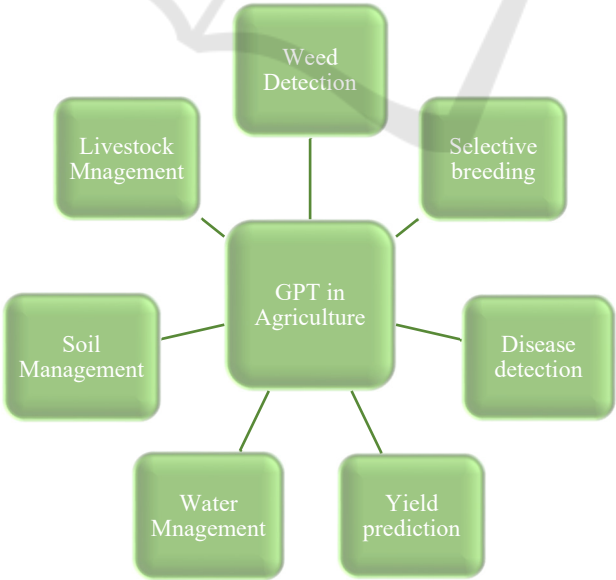 Weed
Detection
Livestock
Mnagement
Selective
breeding
GPT in
Agriculture
Soil
Management
Disease
detection
Water
Mnagement
Yield
prediction